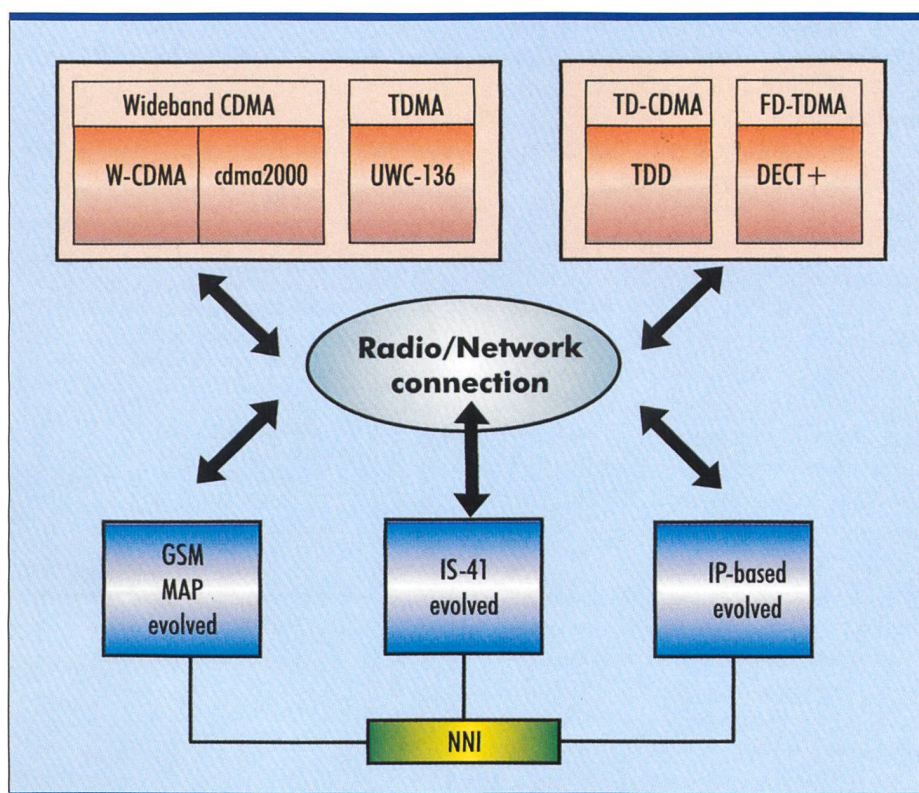 Wideband CDMA
TDMA
W-CDMA
cdma2000
UWC-136
TD-CDMA
FD-TDMA
TDD
DECT+
Radio/Network
connection
GSM
MAP
evolved
IS-41
evolved
IP-based
evolved
NNI